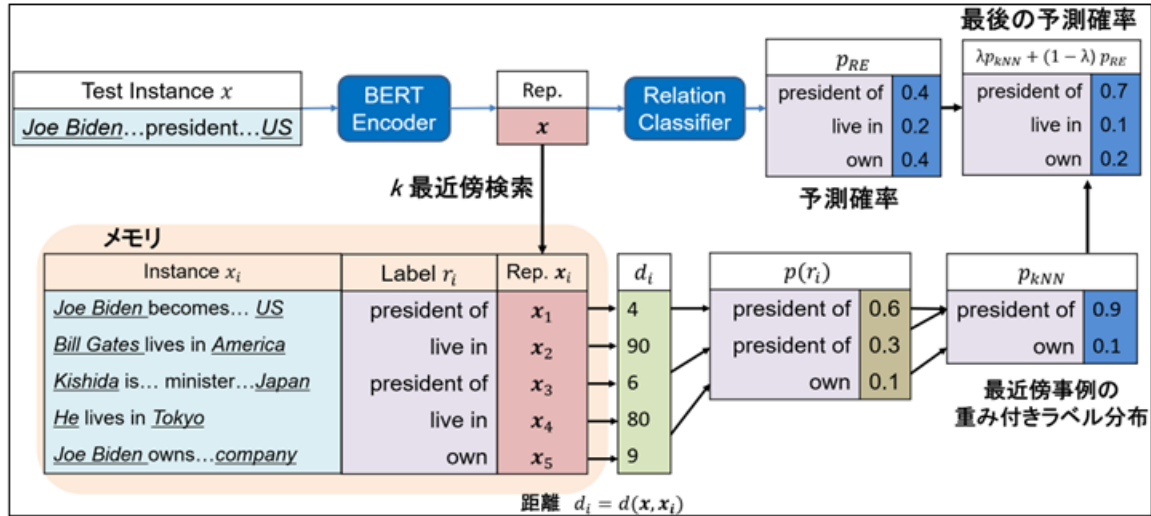 最後の予測確率
Test Instance x
Joe Biden…president…US
BERT
Encoder
Rep.
x
Relation
Classifier
p_RE
president of 0.4
live in 0.2
own 0.4
予測確率
λp_kNN + (1 − λ) p_RE
president of 0.7
live in 0.1
own 0.2
k 最近傍検索
メモリ
Instance x_i Label r_i Rep. x_i
Joe Biden becomes… US president of x_1
Bill Gates lives in America live in x_2
Kishida is… minister…Japan president of x_3
He lives in Tokyo live in x_4
Joe Biden owns…company own x_5
d_i
4
90
6
80
9
p(r_i)
president of 0.6
president of 0.3
own 0.1
p_kNN
president of 0.9
own 0.1
最近傍事例の
重み付きラベル分布
距離 d_i = d(x, x_i)